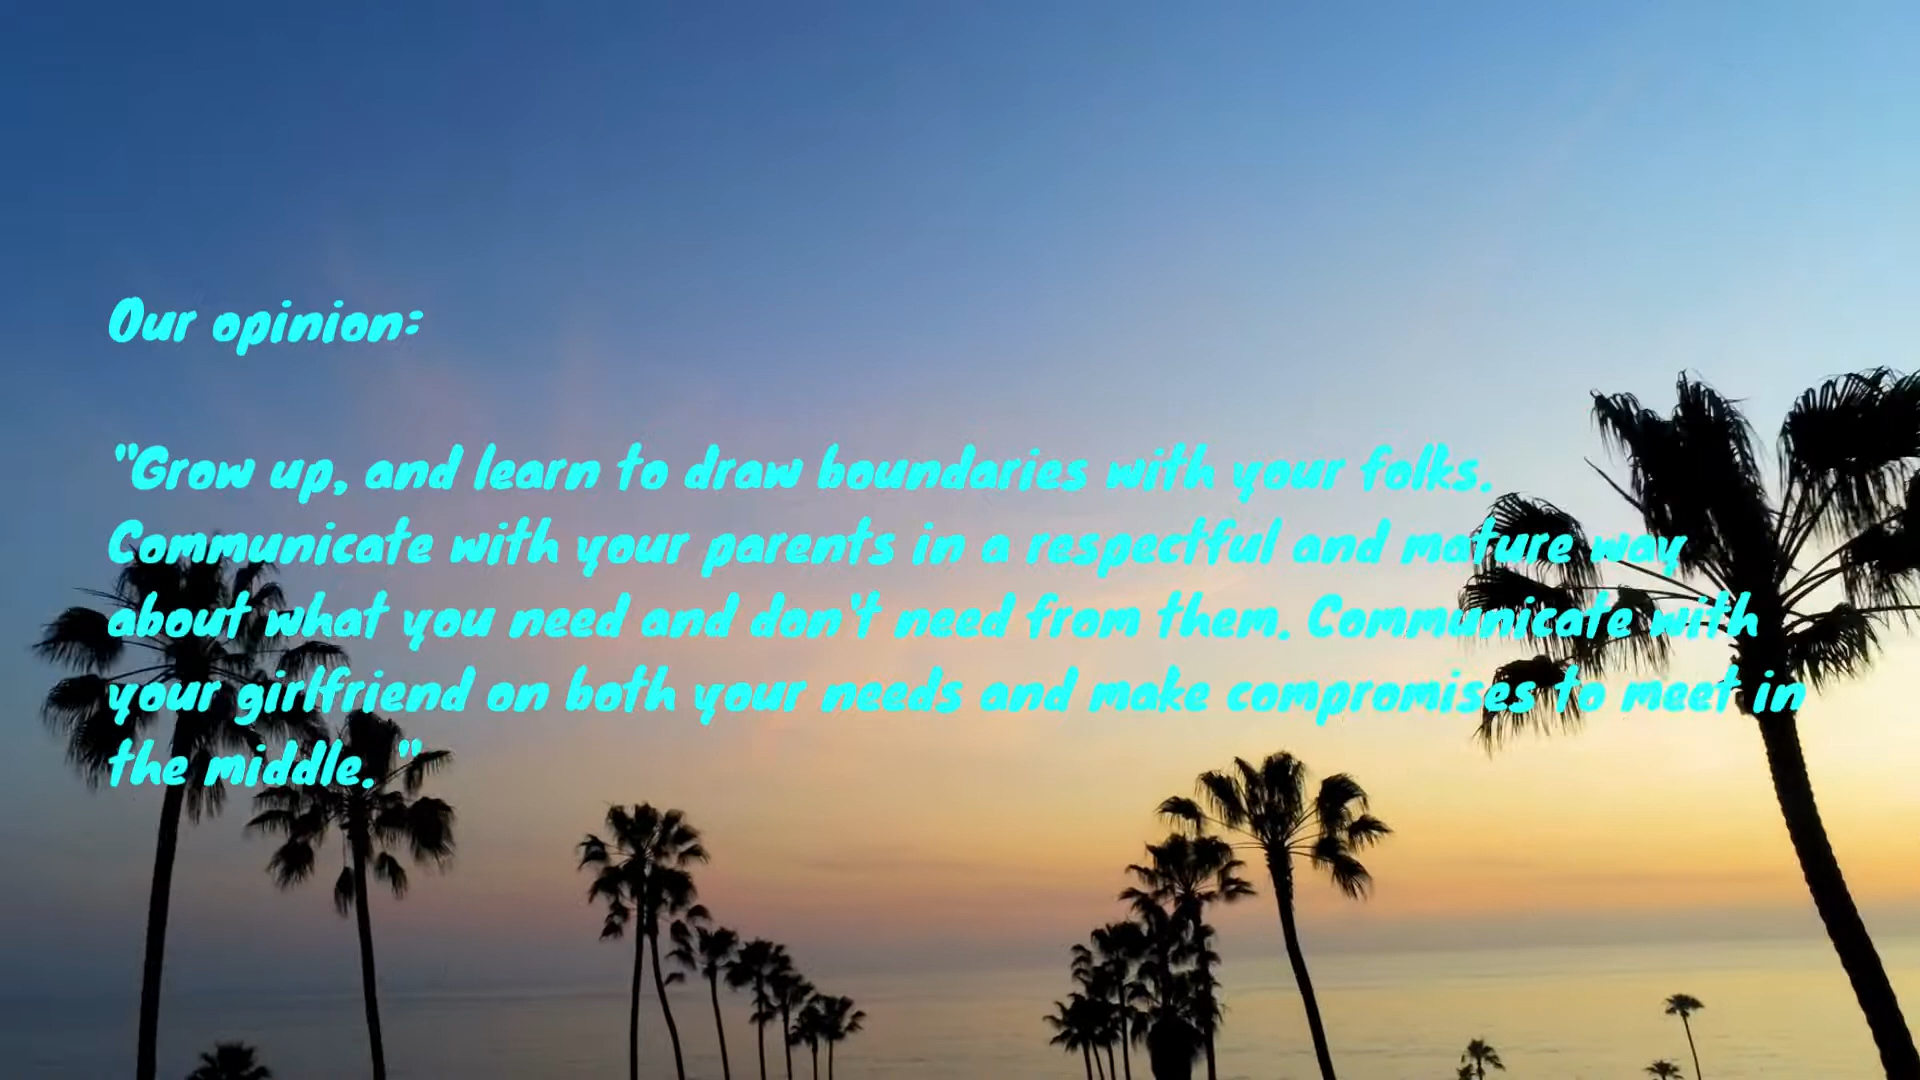 Our opinion:
"Grow up, and learn to draw boundaries with your folks.
Communicate with your parents in a respectful and mature way
about what you need and don't need from them. Communicate with
your girlfriend on both your needs and make compromises to meet in
the middle. "